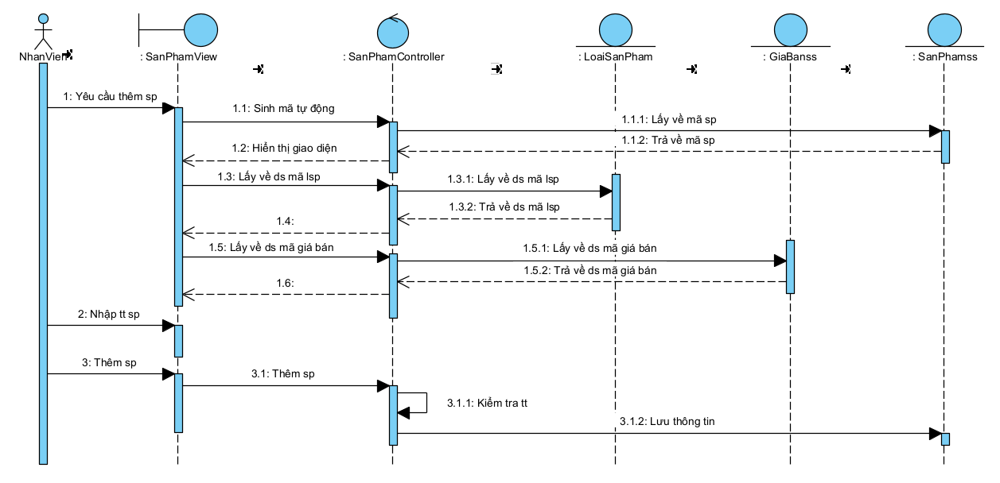 NhanVien
: SanPhamView
: SanPhamController
: LoaiSanPham
: GiaBanss
: SanPhamss
1: Yêu cầu thêm sp
1.1: Sinh mã tự động
1.1.1: Lấy về mã sp
1.1.2: Trả về mã sp
1.2: Hiển thị giao diện
1.3: Lấy về ds mã lsp
1.3.1: Lấy về ds mã lsp
1.3.2: Trả về ds mã lsp
1.4:
1.5: Lấy về ds mã giá bán
1.5.1: Lấy về ds mã giá bán
1.5.2: Trả về ds mã giá bán
1.6:
2: Nhập tt sp
3: Thêm sp
3.1: Thêm sp
3.1.1: Kiểm tra tt
3.1.2: Lưu thông tin